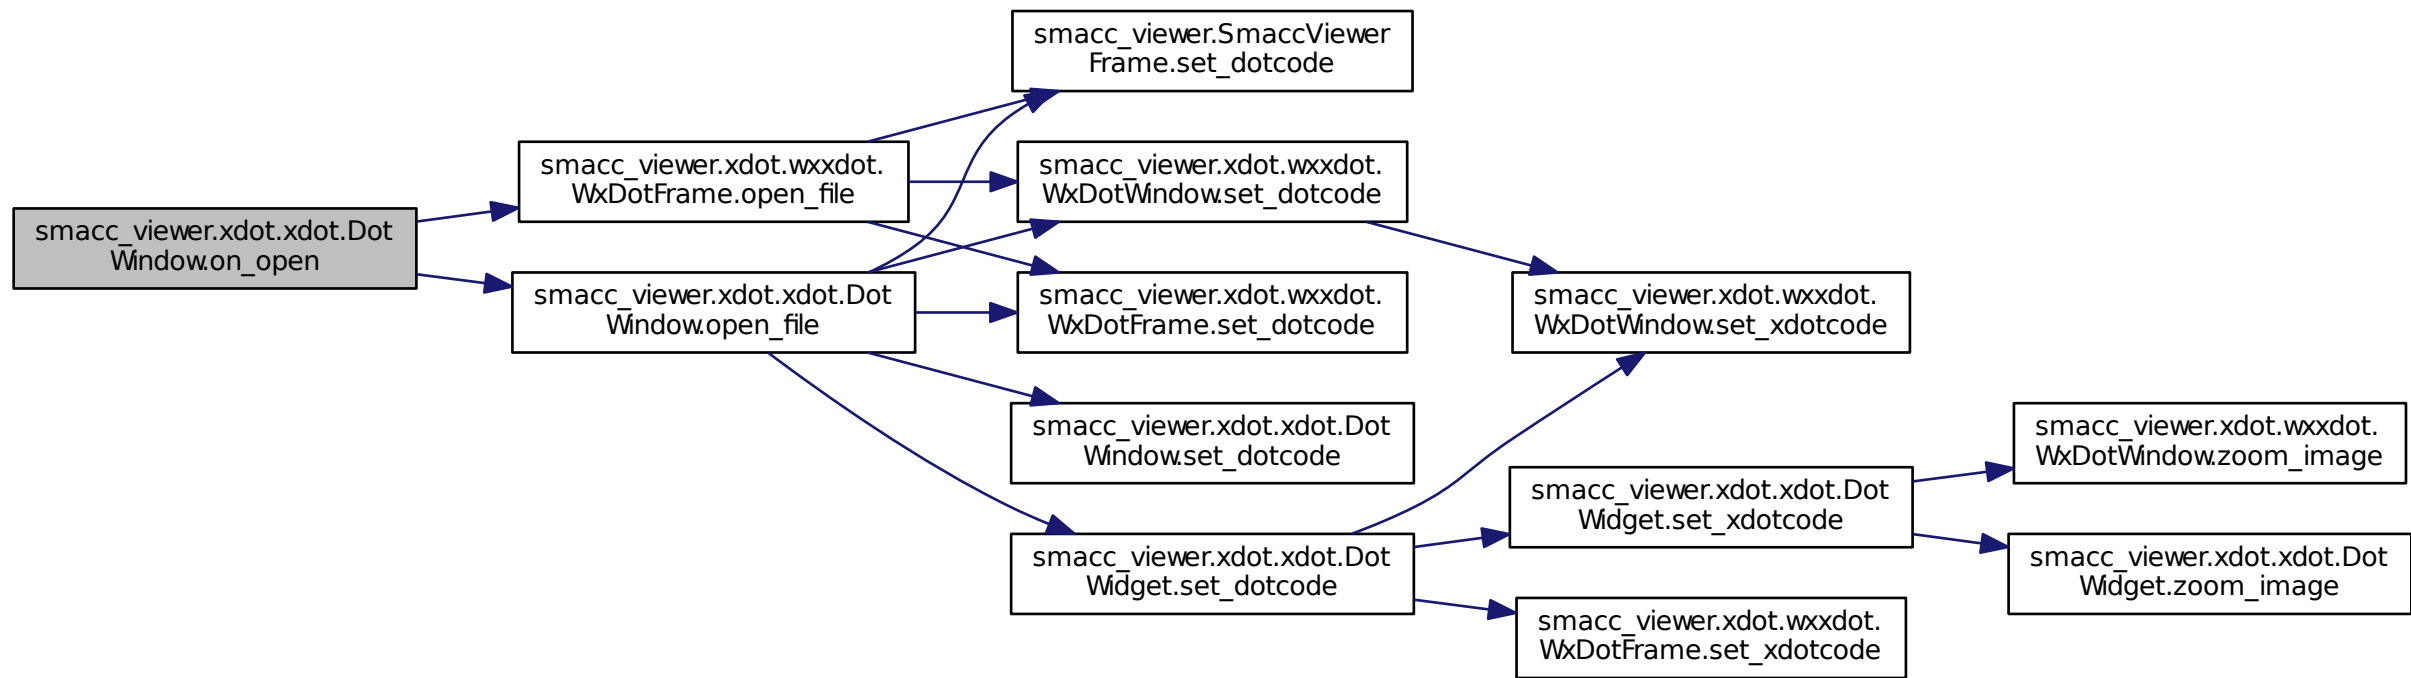 smacc_viewer.xdot.xdot.Dot
Window.on_open
smacc_viewer.xdot.wxxdot.
WxDotFrame.open_file
smacc_viewer.xdot.xdot.Dot
Window.open_file
smacc_viewer.SmaccViewer
Frame.set_dotcode
smacc_viewer.xdot.wxxdot.
WxDotWindow.set_dotcode
smacc_viewer.xdot.wxxdot.
WxDotFrame.set_dotcode
smacc_viewer.xdot.xdot.Dot
Window.set_dotcode
smacc_viewer.xdot.xdot.Dot
Widget.set_dotcode
smacc_viewer.xdot.wxxdot.
WxDotWindow.set_xdotcode
smacc_viewer.xdot.xdot.Dot
Widget.set_xdotcode
smacc_viewer.xdot.wxxdot.
WxDotFrame.set_xdotcode
smacc_viewer.xdot.wxxdot.
WxDotWindow.zoom_image
smacc_viewer.xdot.xdot.Dot
Widget.zoom_image